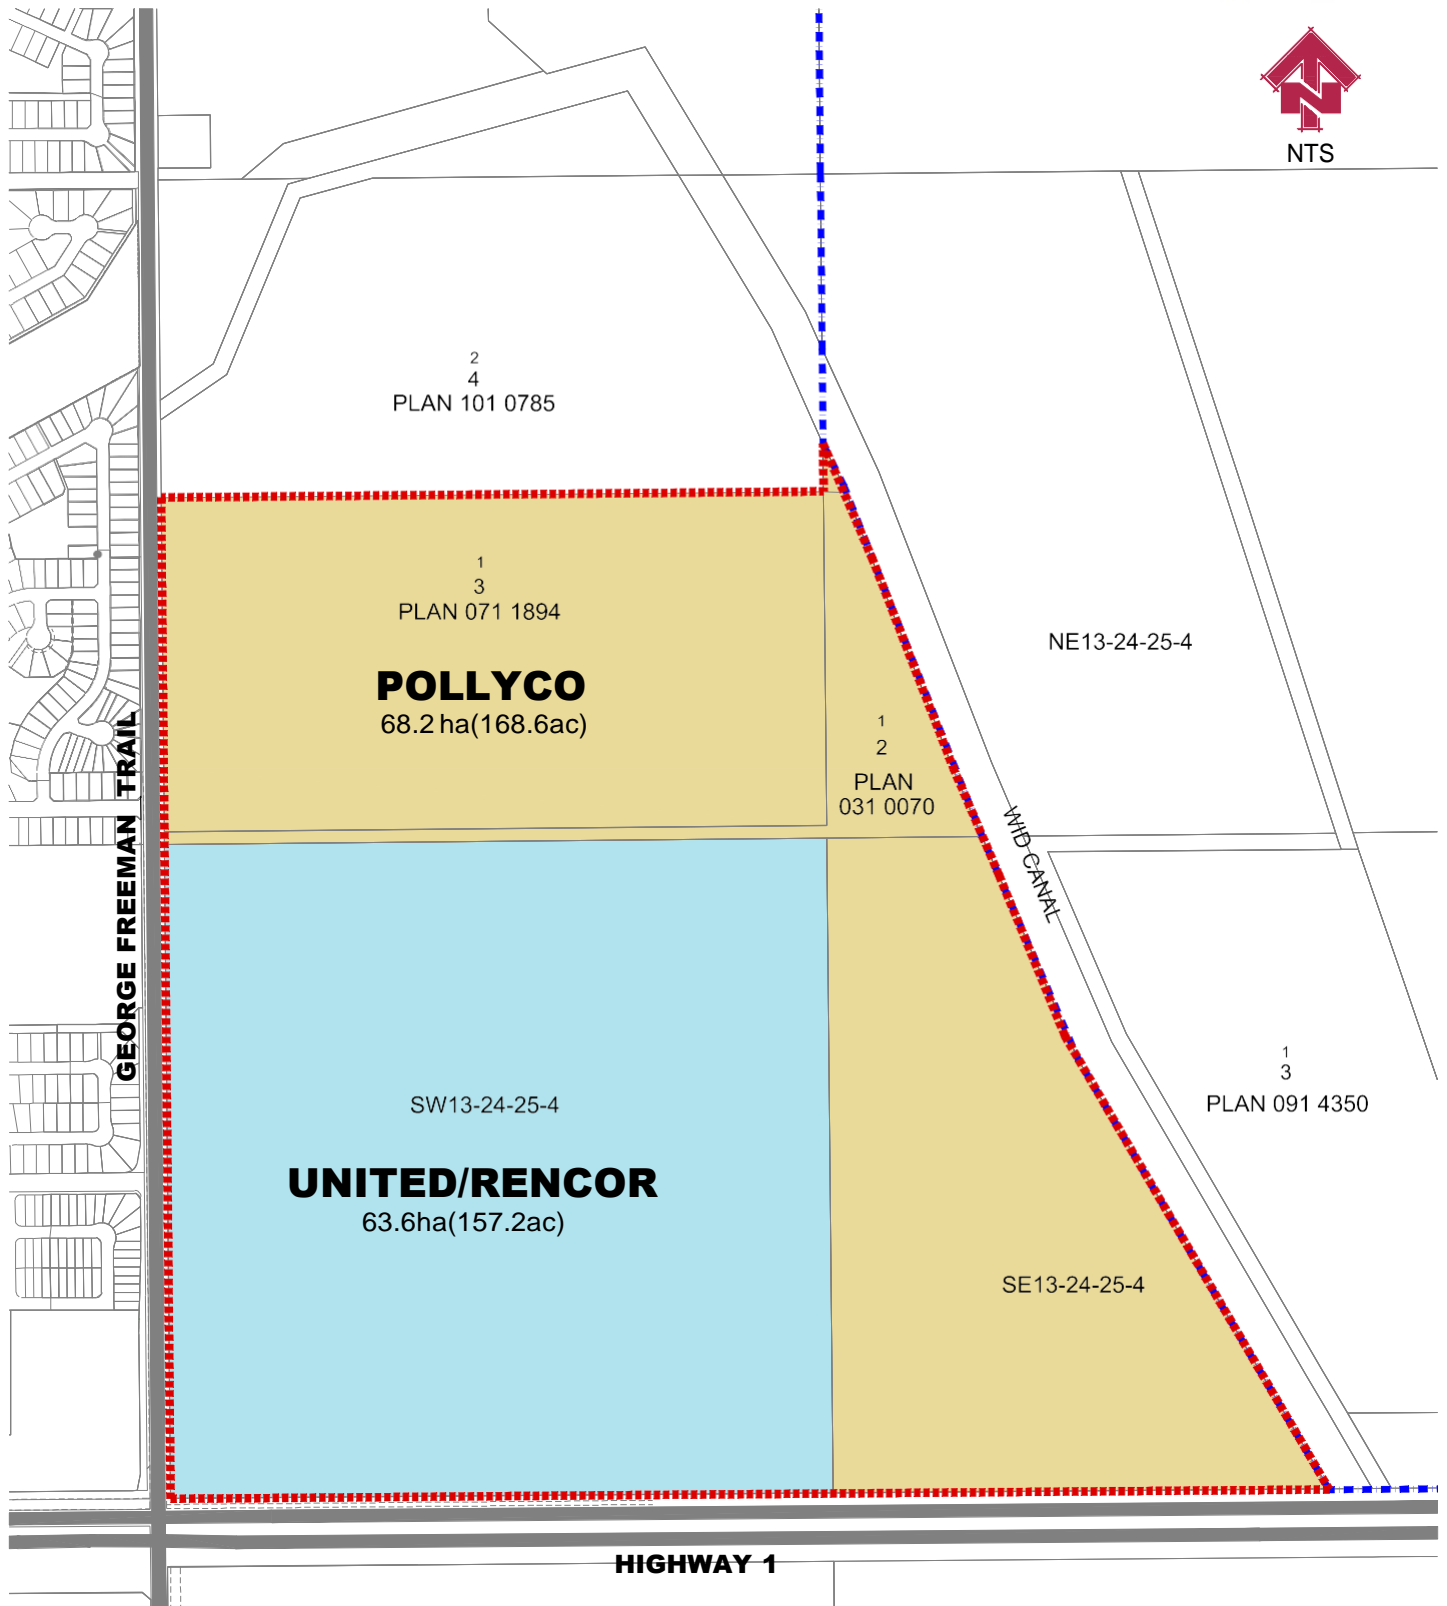 NTS
2
4
PLAN 101 0785
1
3
PLAN 071 1894
POLLYCO
68.2 ha(168.6ac)
NE13-24-25-4
1
2
PLAN
031 0070
WID CANAL
GEORGE FREEMAN TRAIL
SW13-24-25-4
UNITED/RENCOR
63.6ha(157.2ac)
1
3
PLAN 091 4350
SE13-24-25-4
HIGHWAY 1